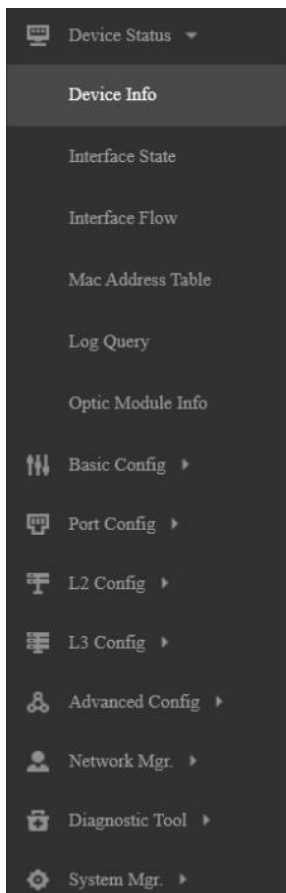 Device Status
Device Info
Interface State
Interface Flow
Mac Address Table
Log Query
Optic Module Info
Basic Config
Port Config
L2 Config
L3 Config
Advanced Config
Network Mgr.
Diagnostic Tool
System Mgr.